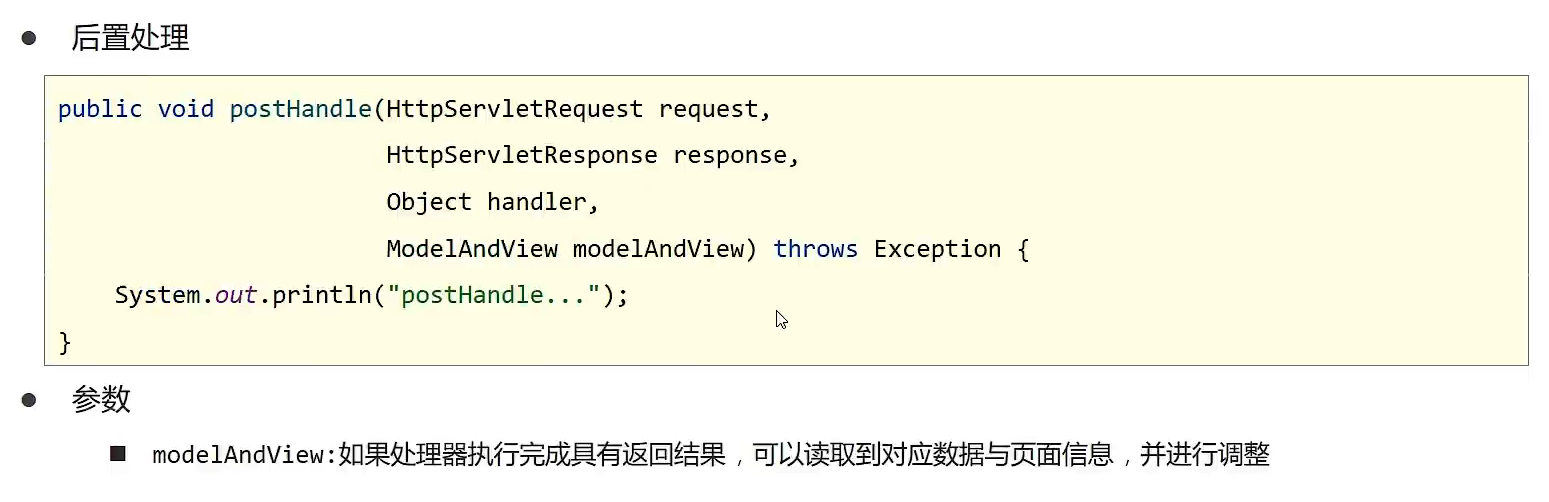 ● 后置处理
public void postHandle(HttpServletRequest request,
HttpServletResponse response,
Object handler,
ModelAndView modelAndView) throws Exception {
System.out.println("postHandle...");
}
● 参数
■ modelAndView:如果处理器执行完成具有返回结果，可以读取到对应数据与页面信息，并进行调整